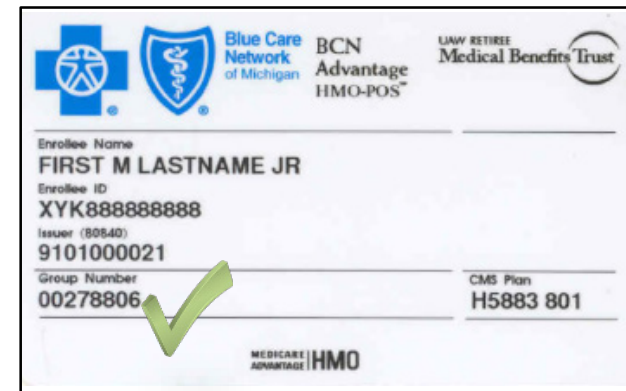 Blue Care
Network
of Michigan
BCN
Advantage
HMO-POS℠
UAW RETIREE
Medical Benefits Trust
Enrollee Name
FIRST M LASTNAME JR
Enrollee ID
XYK888888888
Issuer (80840)
9101000021
Group Number
00278806
CMS Plan
H5883 801
MEDICARE
ADVANTAGE
HMO